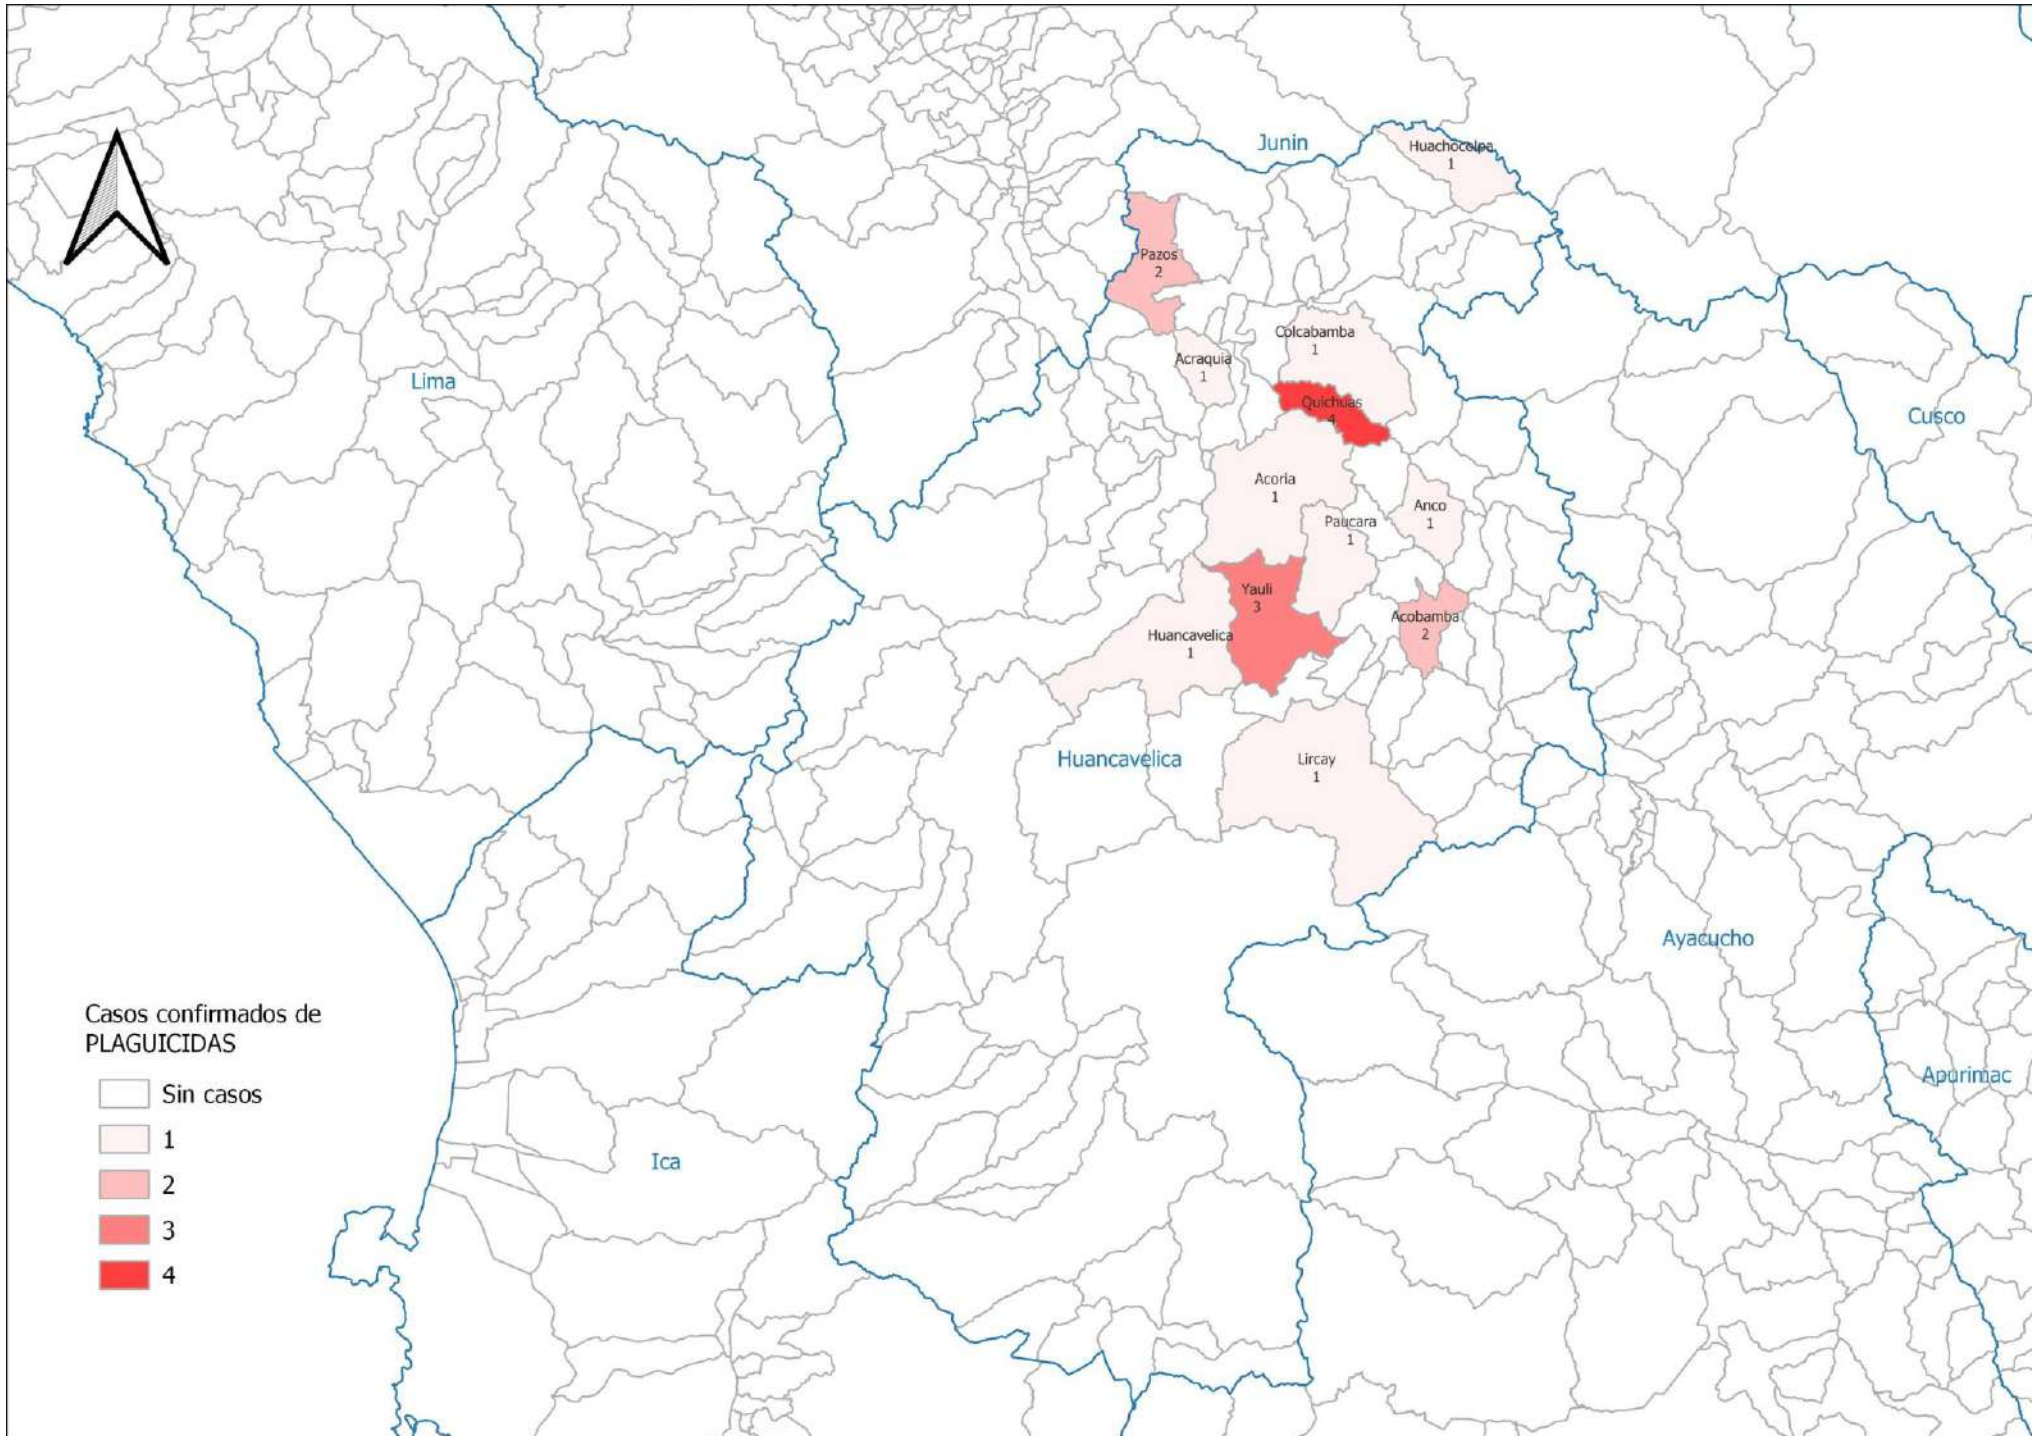 Junin
Huachocolpa
1
Pazos
2
Colcabamba
1
Acraquia
1
Lima
Quichuas
4
Cusco
Acoria
1
Anco
1
Paucara
1
Yauli
3
Acobamba
2
Huancavelica
1
Huancavelica
Lircay
1
Ayacucho
Casos confirmados de
PLAGUICIDAS
Sin casos
1
2
3
4
Apurimac
Ica